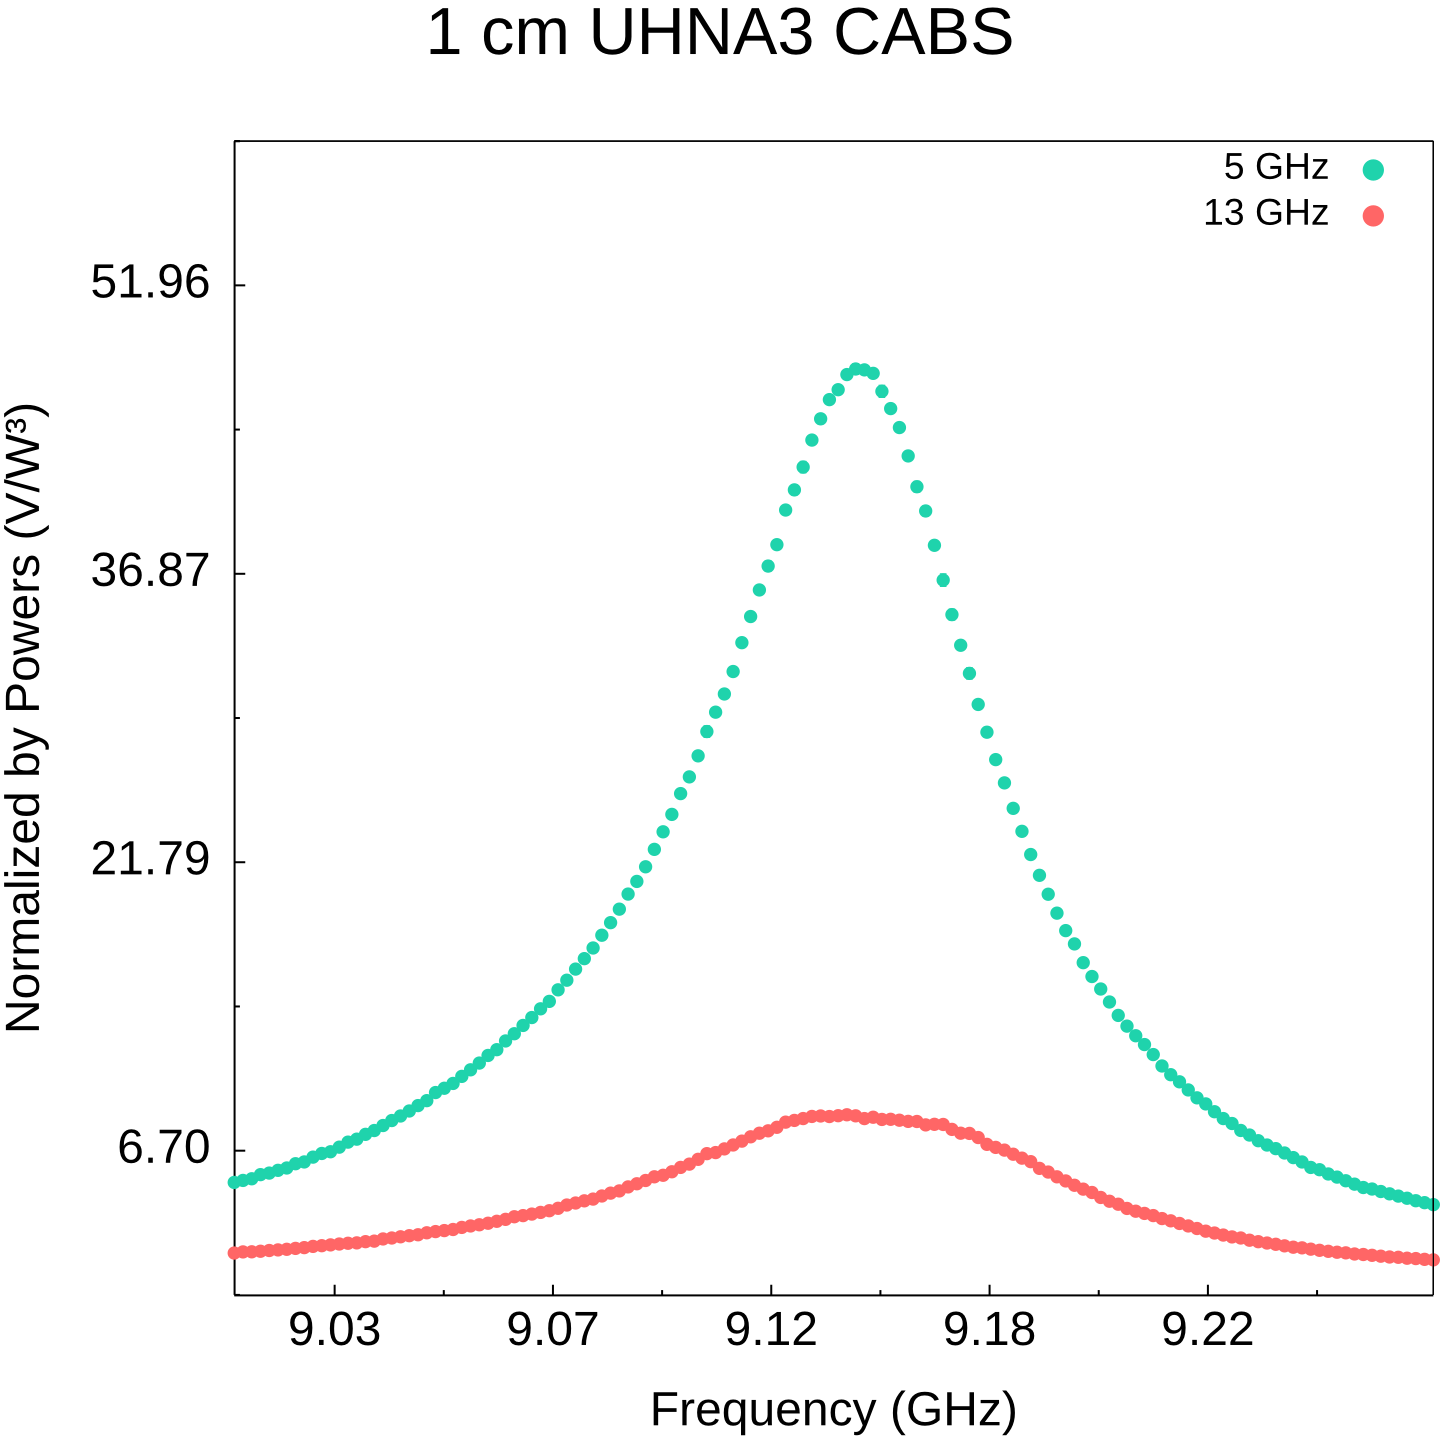 1 cm UHNA3 CABS
5 GHz
13 GHz
Normalized by Powers (V/W³)
51.96
36.87
21.79
6.70
9.03 9.07 9.12 9.18 9.22
Frequency (GHz)